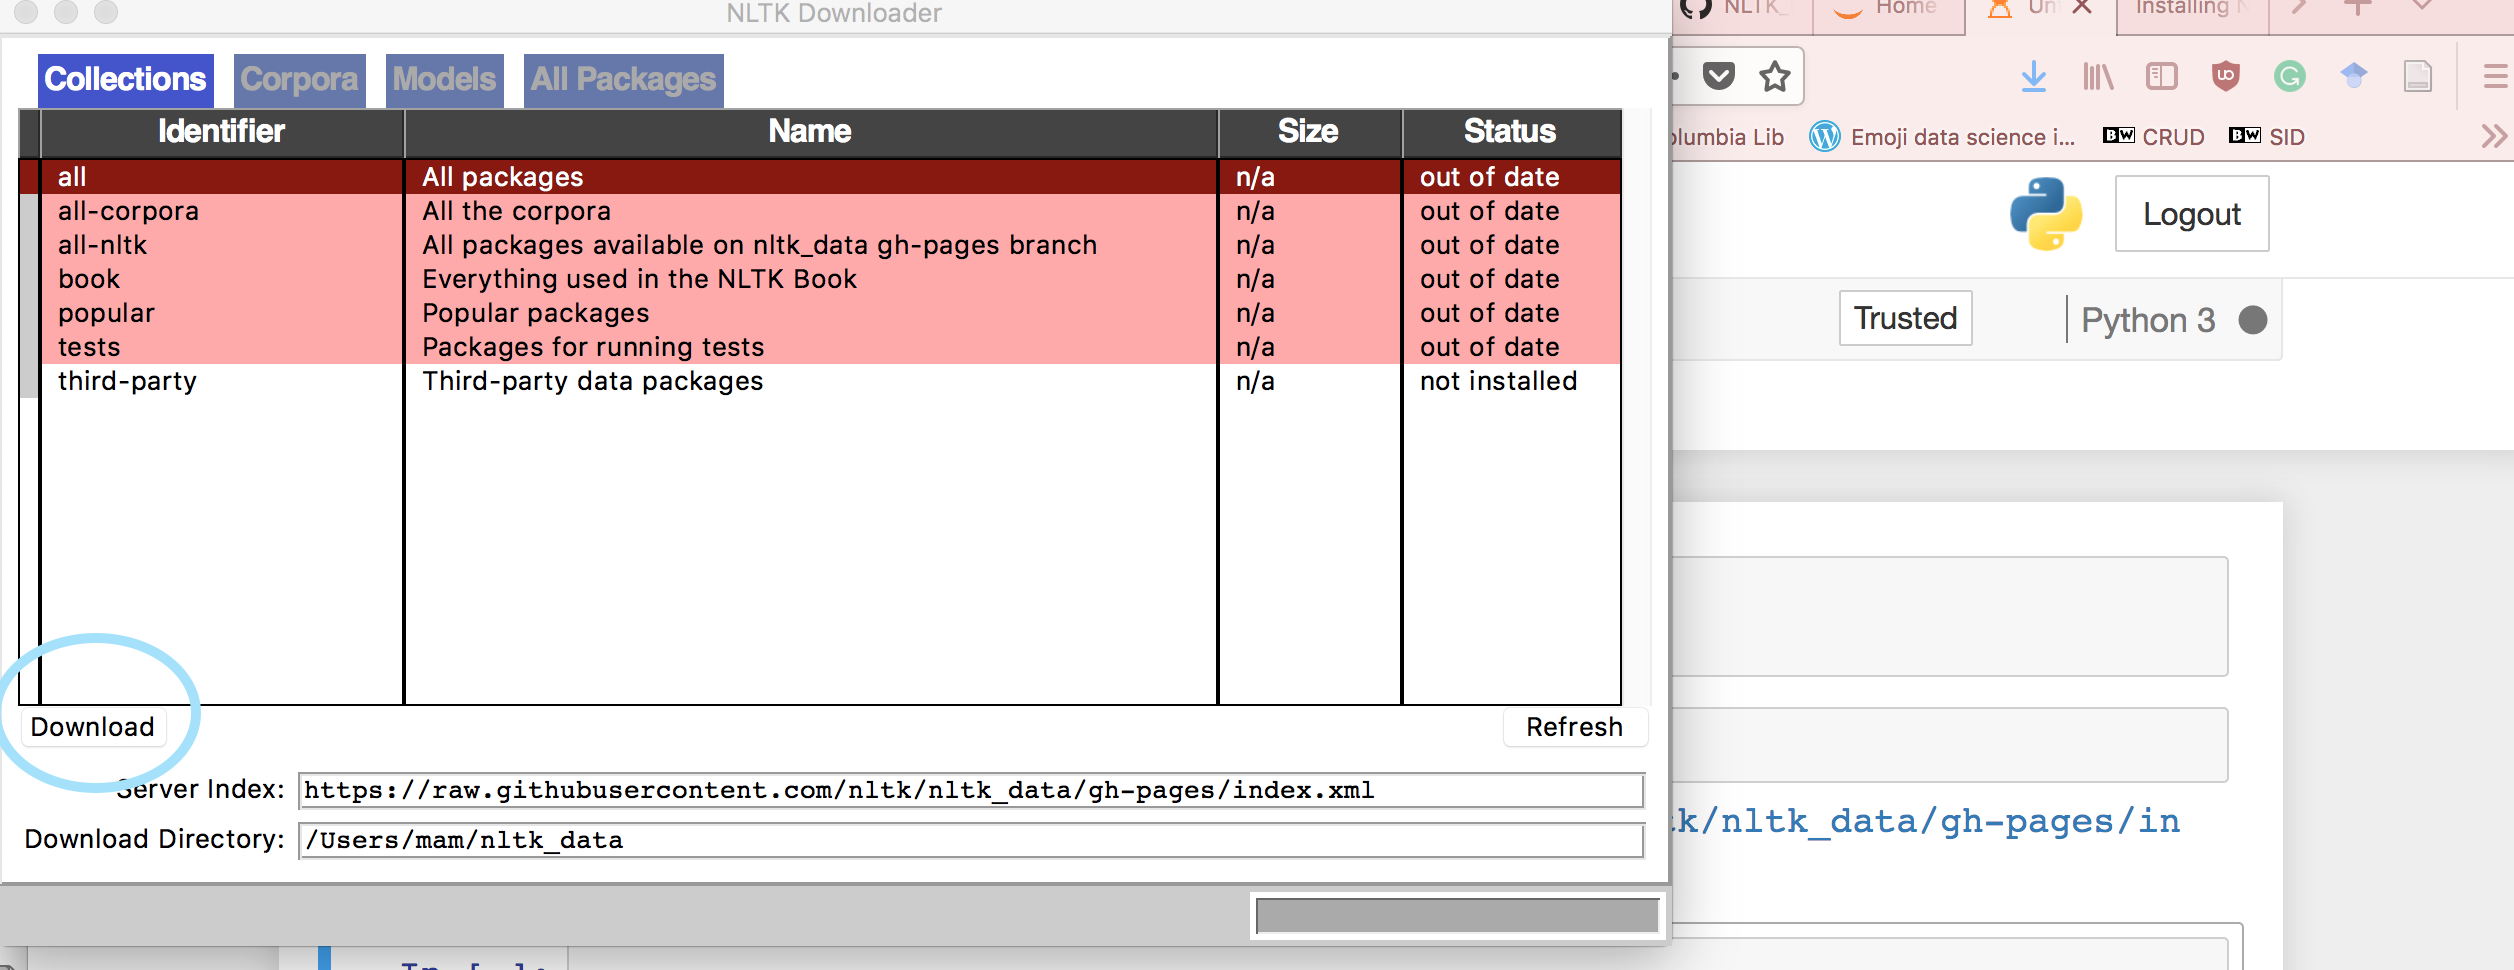 NLTK Downloader
Collections Corpora Models All Packages
Identifier Name Size Status
all All packages n/a out of date
all-corpora All the corpora n/a out of date
all-nltk All packages available on nltk_data gh-pages branch n/a out of date
book Everything used in the NLTK Book n/a out of date
popular Popular packages n/a out of date
tests Packages for running tests n/a out of date
third-party Third-party data packages n/a not installed
Download Refresh
Server Index: https://raw.githubusercontent.com/nltk/nltk_data/gh-pages/index.xml
Download Directory: /Users/mam/nltk_data
NLTK_ Home Un Installing
Lib Emoji data science i... BW CRUD BW SID
Logout
Trusted Python 3
k/nltk_data/gh-pages/in
In [ ]: